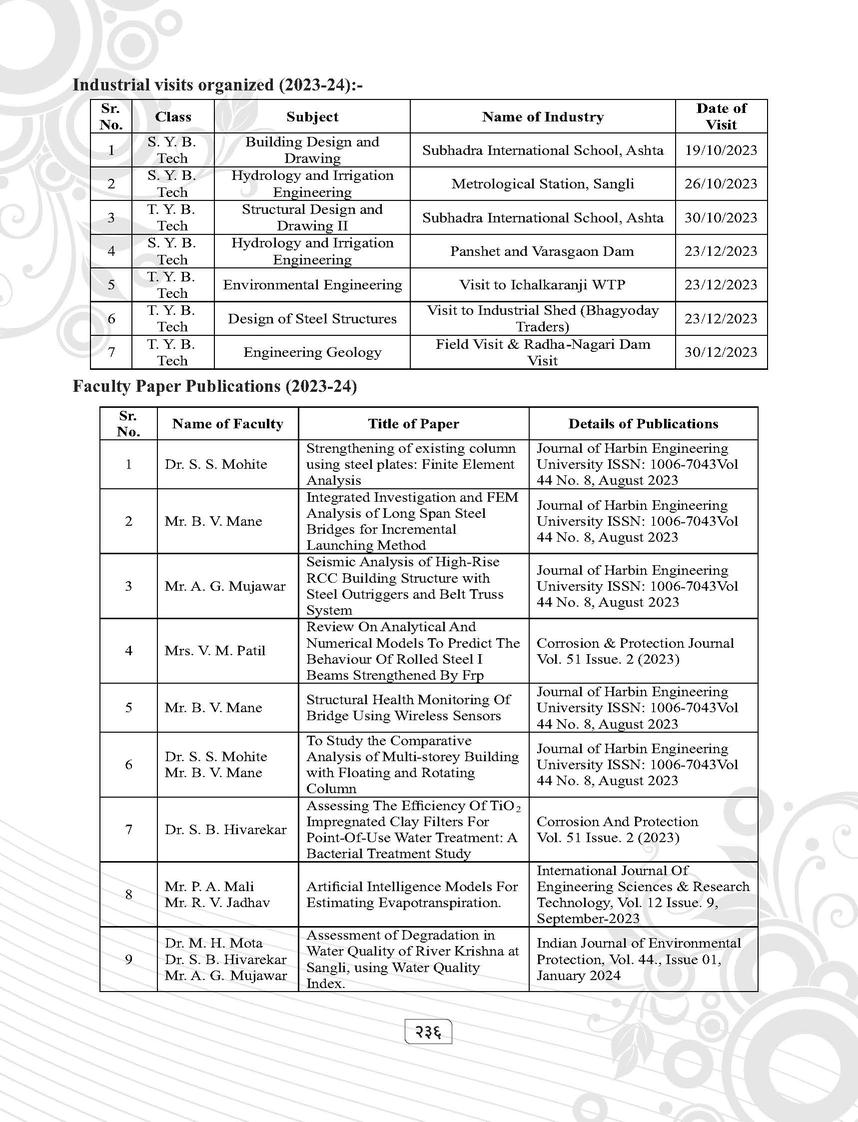 Industrial visits organized (2023-24):-
Sr. No. Class Subject Name of Industry Date of Visit
1 S. Y. B. Tech Building Design and Drawing Subhadra International School, Ashta 19/10/2023
2 S. Y. B. Tech Hydrology and Irrigation Engineering Metrological Station, Sangli 26/10/2023
3 T. Y. B. Tech Structural Design and Drawing II Subhadra International School, Ashta 30/10/2023
4 S. Y. B. Tech Hydrology and Irrigation Engineering Panshet and Varasgaon Dam 23/12/2023
5 T. Y. B. Tech Environmental Engineering Visit to Ichalkaranji WTP 23/12/2023
6 T. Y. B. Tech Design of Steel Structures Visit to Industrial Shed (Bhagyoday Traders) 23/12/2023
7 T. Y. B. Tech Engineering Geology Field Visit & Radha-Nagari Dam Visit 30/12/2023
Faculty Paper Publications (2023-24)
Sr. No. Name of Faculty Title of Paper Details of Publications
1 Dr. S. S. Mohite Strengthening of existing column using steel plates: Finite Element Analysis Journal of Harbin Engineering University ISSN: 1006-7043Vol 44 No. 8, August 2023
2 Mr. B. V. Mane Integrated Investigation and FEM Analysis of Long Span Steel Bridges for Incremental Launching Method Journal of Harbin Engineering University ISSN: 1006-7043Vol 44 No. 8, August 2023
3 Mr. A. G. Mujawar Seismic Analysis of High-Rise RCC Building Structure with Steel Outriggers and Belt Truss System Journal of Harbin Engineering University ISSN: 1006-7043Vol 44 No. 8, August 2023
4 Mrs. V. M. Patil Review On Analytical And Numerical Models To Predict The Behaviour Of Rolled Steel I Beams Strengthened By Frp Corrosion & Protection Journal Vol. 51 Issue. 2 (2023)
5 Mr. B. V. Mane Structural Health Monitoring Of Bridge Using Wireless Sensors Journal of Harbin Engineering University ISSN: 1006-7043Vol 44 No. 8, August 2023
6 Dr. S. S. Mohite Mr. B. V. Mane To Study the Comparative Analysis of Multi-storey Building with Floating and Rotating Column Journal of Harbin Engineering University ISSN: 1006-7043Vol 44 No. 8, August 2023
7 Dr. S. B. Hivarekar Assessing The Efficiency Of TiO2 Impregnated Clay Filters For Point-Of-Use Water Treatment: A Bacterial Treatment Study Corrosion And Protection Vol. 51 Issue. 2 (2023)
8 Mr. P. A. Mali Mr. R. V. Jadhav Artificial Intelligence Models For Estimating Evapotranspiration. International Journal Of Engineering Sciences & Research Technology, Vol. 12 Issue. 9, September-2023
9 Dr. M. H. Mota Dr. S. B. Hivarekar Mr. A. G. Mujawar Assessment of Degradation in Water Quality of River Krishna at Sangli, using Water Quality Index. Indian Journal of Environmental Protection, Vol. 44., Issue 01, January 2024
२३६